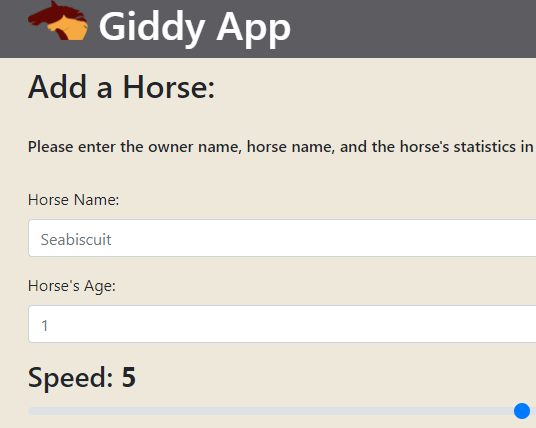 Giddy App
Add a Horse:
Please enter the owner name, horse name, and the horse's statistics in
Horse Name:
Seabiscuit
Horse's Age:
1
Speed: 5